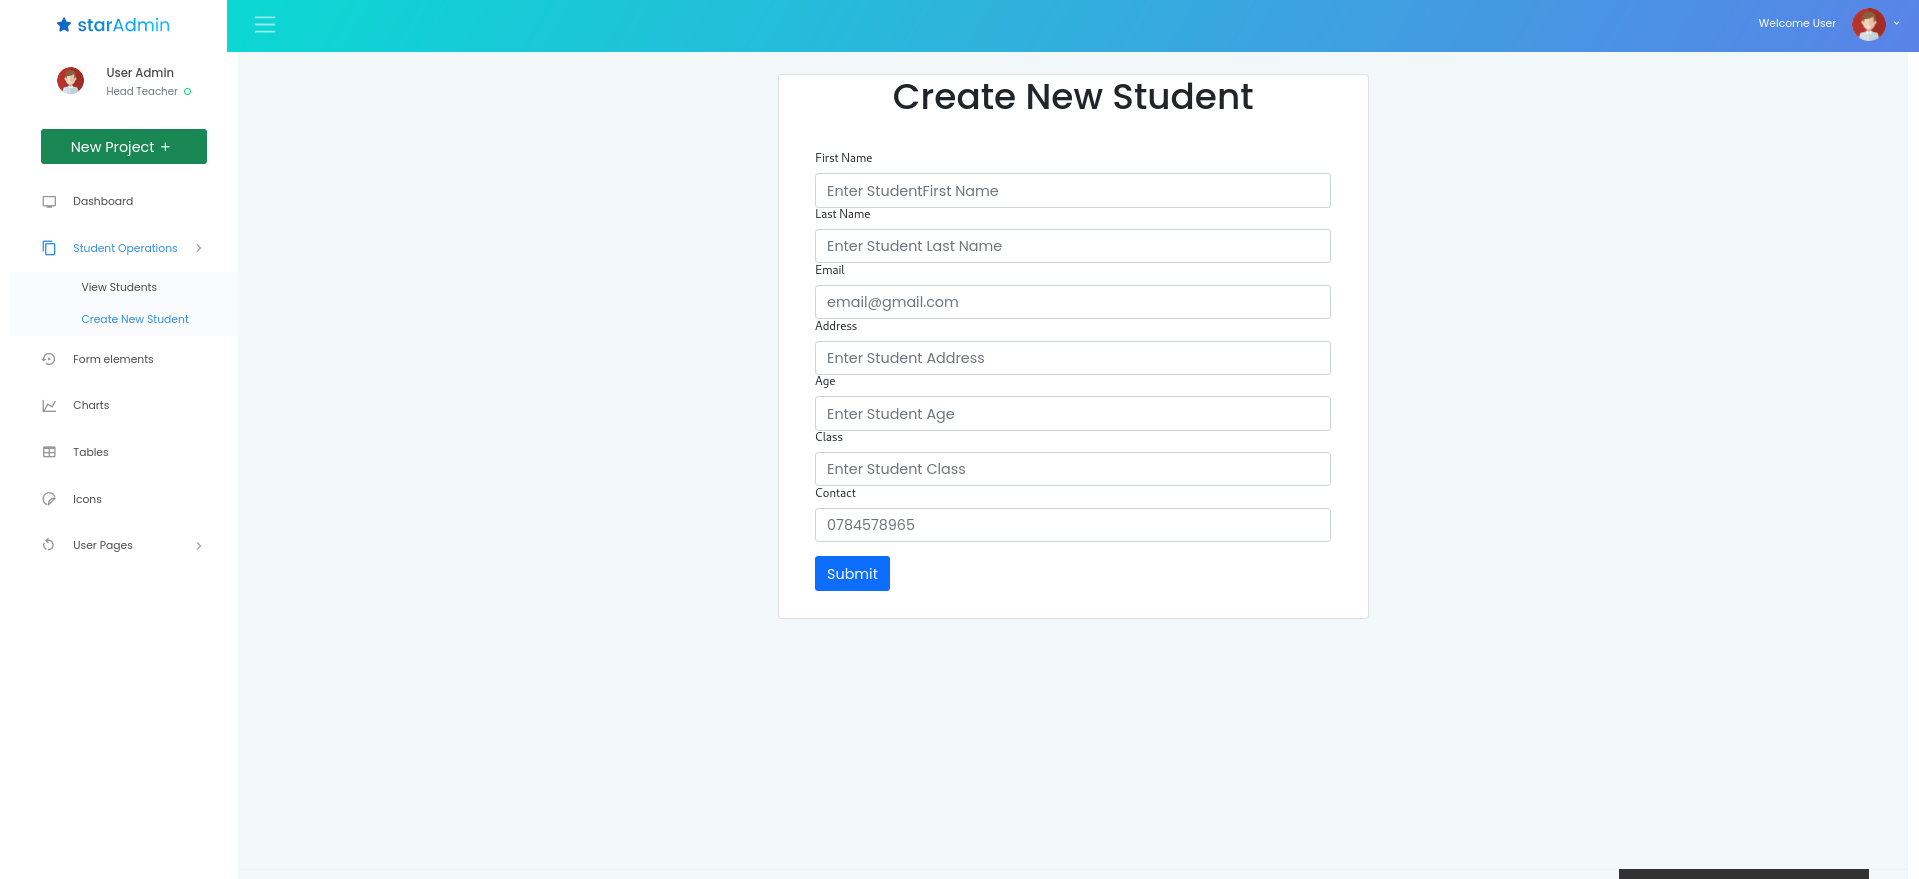 starAdmin
Welcome User
User Admin
Head Teacher
New Project +
Dashboard
Student Operations
View Students
Create New Student
Form elements
Charts
Tables
Icons
User Pages
Create New Student
First Name
Enter StudentFirst Name
Last Name
Enter Student Last Name
Email
email@gmail.com
Address
Enter Student Address
Age
Enter Student Age
Class
Enter Student Class
Contact
0784578965
Submit